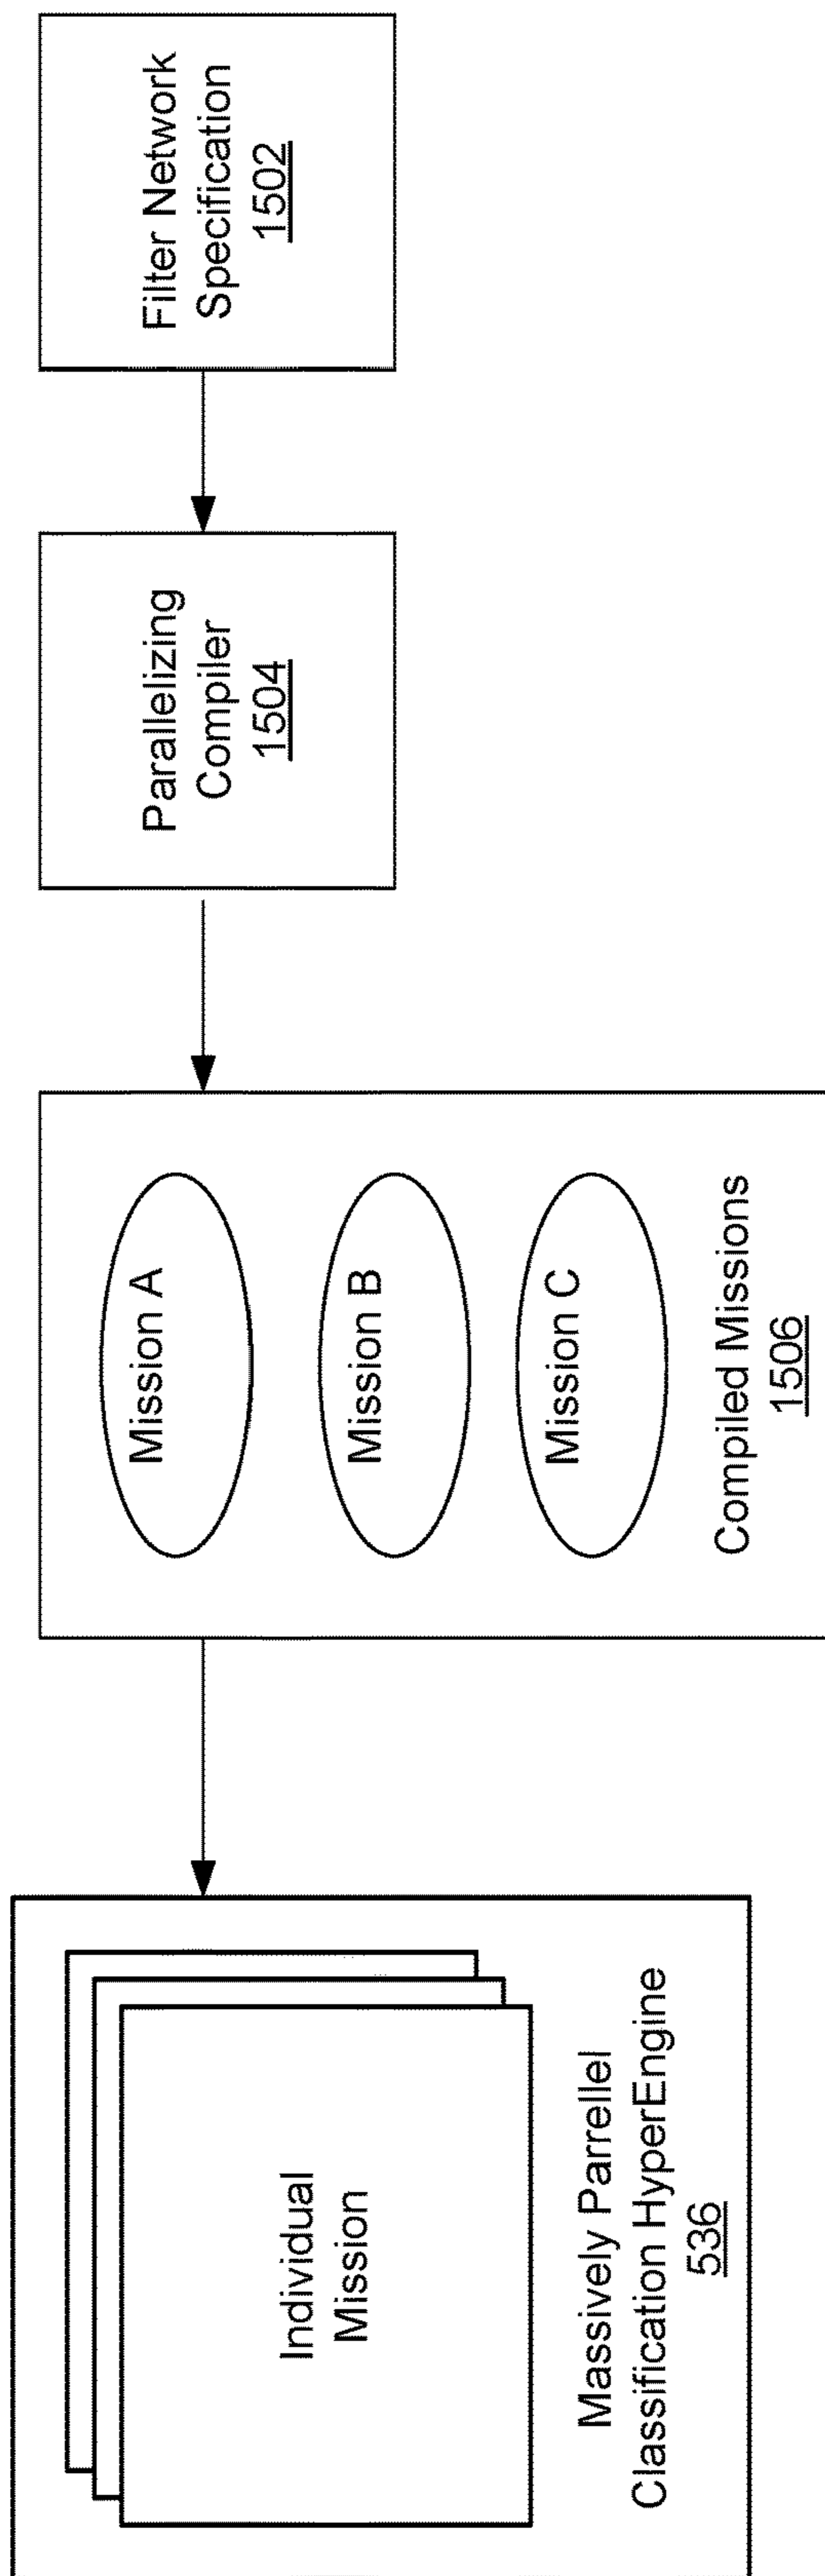 Individual
Mission
Massively Parrellel
Classification HyperEngine
536
Mission A
Mission B
Mission C
Compiled Missions
1506
Parallelizing
Compiler
1504
Filter Network
Specification
1502